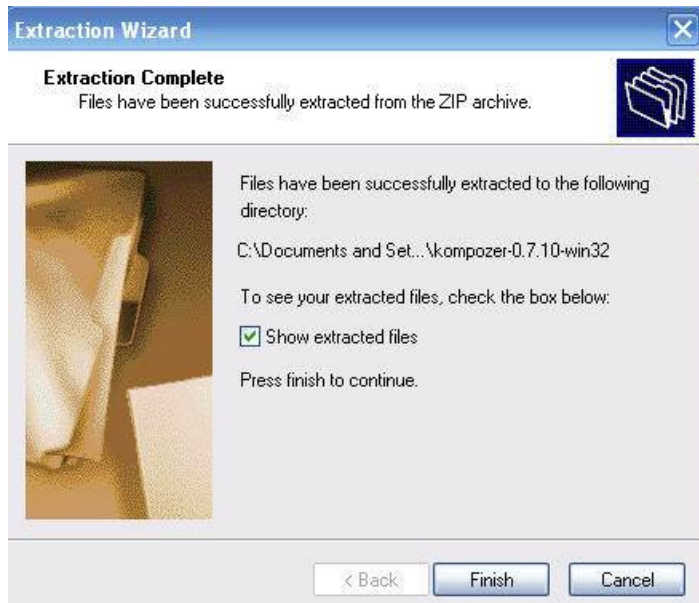 Extraction Wizard
Extraction Complete
Files have been successfully extracted from the ZIP archive.
Files have been successfully extracted to the following
directory:
C:\Documents and Set...\kompozer-0.7.10-win32
To see your extracted files, check the box below:
Show extracted files
Press finish to continue.
< Back
Finish
Cancel